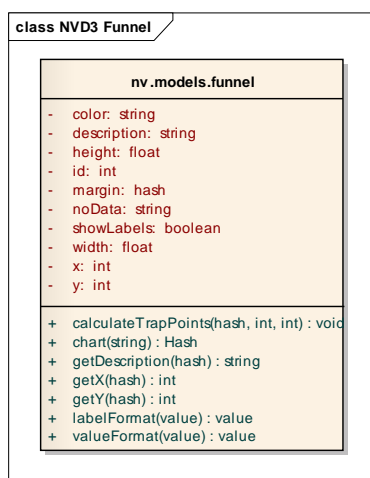 class NVD3 Funnel
nv.models.funnel
- color: string
- description: string
- height: float
- id: int
- margin: hash
- noData: string
- showLabels: boolean
- width: float
- x: int
- y: int
+ calculateTrapPoints(hash, int, int) : void
+ chart(string) : Hash
+ getDescription(hash) : string
+ getX(hash) : int
+ getY(hash) : int
+ labelFormat(value) : value
+ valueFormat(value) : value